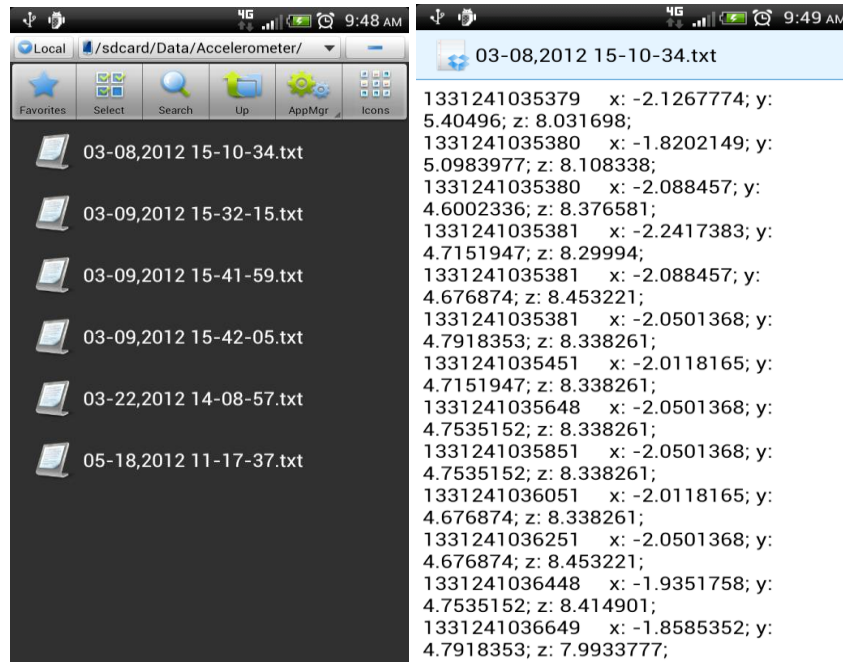 4G
9:48 AM
Local
/sdcard/Data/Accelerometer/
Favorites
Select
Search
Up
AppMgr
Icons
03-08,2012 15-10-34.txt
03-09,2012 15-32-15.txt
03-09,2012 15-41-59.txt
03-09,2012 15-42-05.txt
03-22,2012 14-08-57.txt
05-18,2012 11-17-37.txt
4G
9:49 AM
03-08,2012 15-10-34.txt
1331241035379 x: -2.1267774; y:
5.40496; z: 8.031698;
1331241035380 x: -1.8202149; y:
5.0983977; z: 8.108338;
1331241035380 x: -2.088457; y:
4.6002336; z: 8.376581;
1331241035381 x: -2.2417383; y:
4.7151947; z: 8.29994;
1331241035381 x: -2.088457; y:
4.676874; z: 8.453221;
1331241035381 x: -2.0501368; y:
4.7918353; z: 8.338261;
1331241035451 x: -2.0118165; y:
4.7151947; z: 8.338261;
1331241035648 x: -2.0501368; y:
4.7535152; z: 8.338261;
1331241035851 x: -2.0501368; y:
4.7535152; z: 8.338261;
1331241036051 x: -2.0118165; y:
4.676874; z: 8.338261;
1331241036251 x: -2.0501368; y:
4.676874; z: 8.453221;
1331241036448 x: -1.9351758; y:
4.7535152; z: 8.414901;
1331241036649 x: -1.8585352; y:
4.7918353; z: 7.9933777;